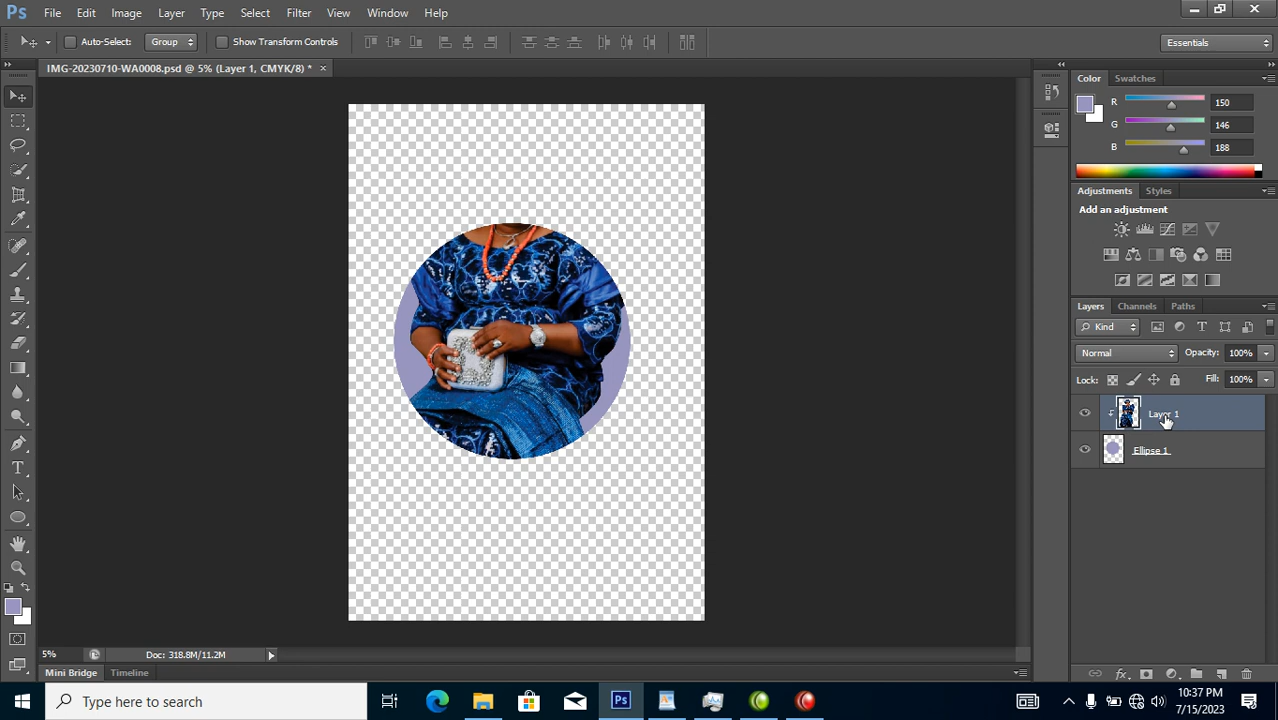 Ps File Edit Image Layer Type Select Filter View Window Help
Auto-Select: Group Show Transform Controls Essentials
IMG-20230710-WA0008.psd @ 5% (Layer 1, CMYK/8) * ×
Color Swatches
R 150
G 146
B 188
Adjustments Styles
Add an adjustment
Layers Channels Paths
Kind
Normal Opacity: 100%
Lock: Fill: 100%
Layer 1
Ellipse 1
5% Doc: 318.8M/11.2M
Mini Bridge Timeline
Type here to search
Ps
10:37 PM
7/15/2023